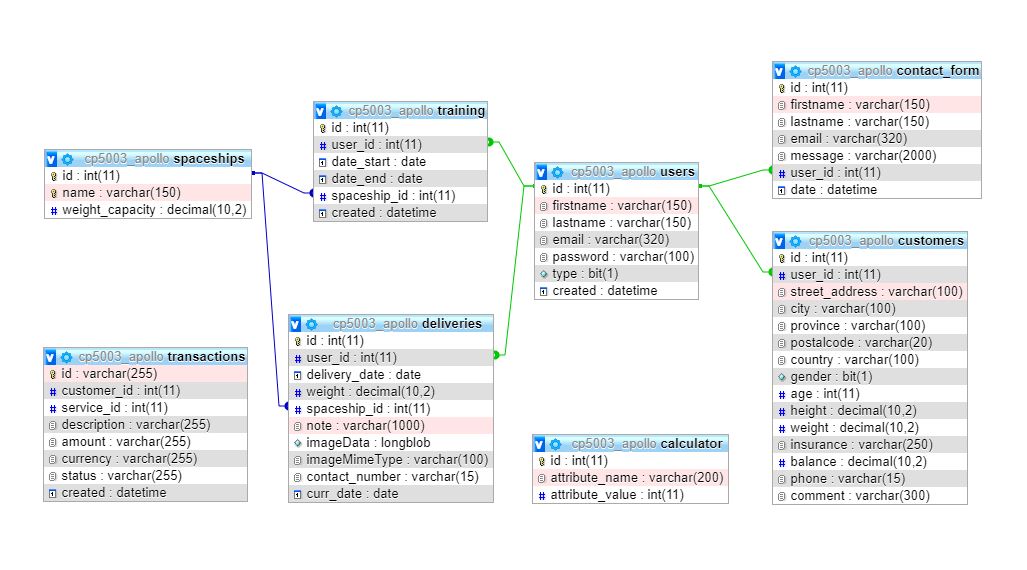 cp5003_apollo spaceships
id : int(11)
name : varchar(150)
weight_capacity : decimal(10,2)
cp5003_apollo training
id : int(11)
user_id : int(11)
date_start : date
date_end : date
spaceship_id : int(11)
created : datetime
cp5003_apollo users
id : int(11)
firstname : varchar(150)
lastname : varchar(150)
email : varchar(320)
password : varchar(100)
type : bit(1)
created : datetime
cp5003_apollo contact_form
id : int(11)
firstname : varchar(150)
lastname : varchar(150)
email : varchar(320)
message : varchar(2000)
user_id : int(11)
date : datetime
cp5003_apollo transactions
id : varchar(255)
customer_id : int(11)
service_id : int(11)
description : varchar(255)
amount : varchar(255)
currency : varchar(255)
status : varchar(255)
created : datetime
cp5003_apollo deliveries
id : int(11)
user_id : int(11)
delivery_date : date
weight : decimal(10,2)
spaceship_id : int(11)
note : varchar(1000)
imageData : longblob
imageMimeType : varchar(100)
contact_number : varchar(15)
curr_date : date
cp5003_apollo calculator
id : int(11)
attribute_name : varchar(200)
attribute_value : int(11)
cp5003_apollo customers
id : int(11)
user_id : int(11)
street_address : varchar(100)
city : varchar(100)
province : varchar(100)
postalcode : varchar(20)
country : varchar(100)
gender : bit(1)
age : int(11)
height : decimal(10,2)
weight : decimal(10,2)
insurance : varchar(250)
balance : decimal(10,2)
phone : varchar(15)
comment : varchar(300)